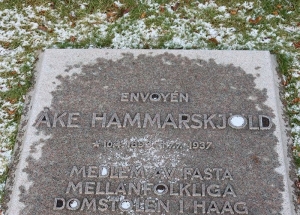 ENVOYÉN
ÅKE HAMMARSKJÖLD
1937
MEDLEM AV FASTA
MELLANFOLKLIGA
DOMSTOLEN I HAAG